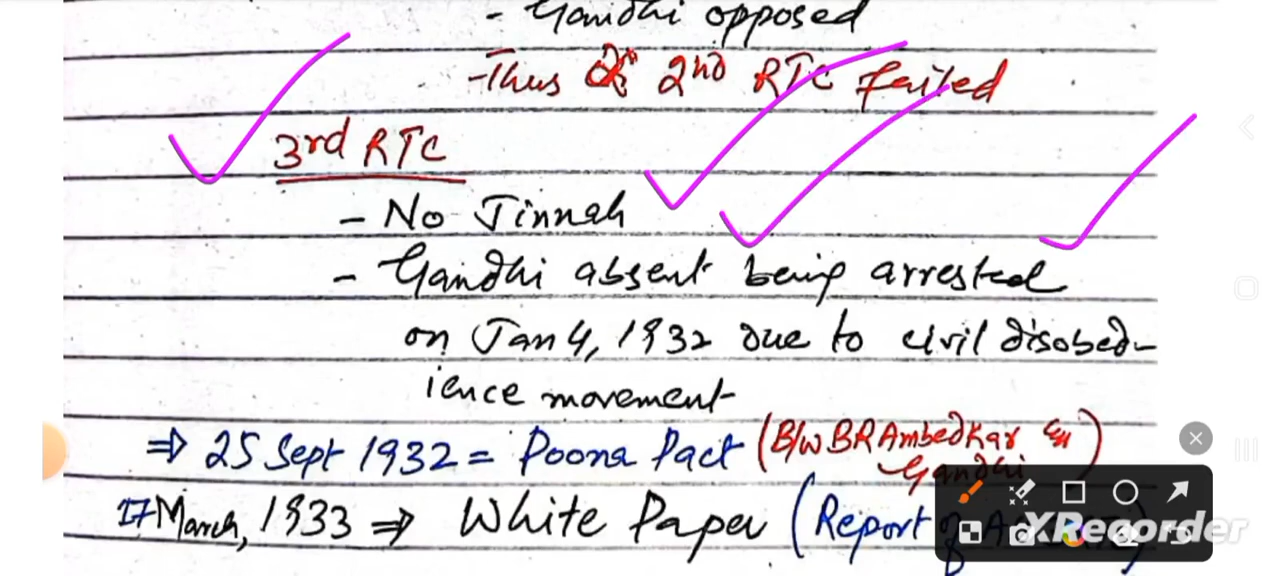 - Gandhi opposed
- Thus 2nd RTC failed
3rd RTC
- No Jinnah
- Gandhi absent being arrested
on Jan 4, 1932 due to civil disobed-
ience movement
⇒ 25 Sept 1932 = Poona Pact (B/w BR Ambedkar &
Gandhi)
17 March, 1933 ⇒ White Paper (Report of
XRecorder